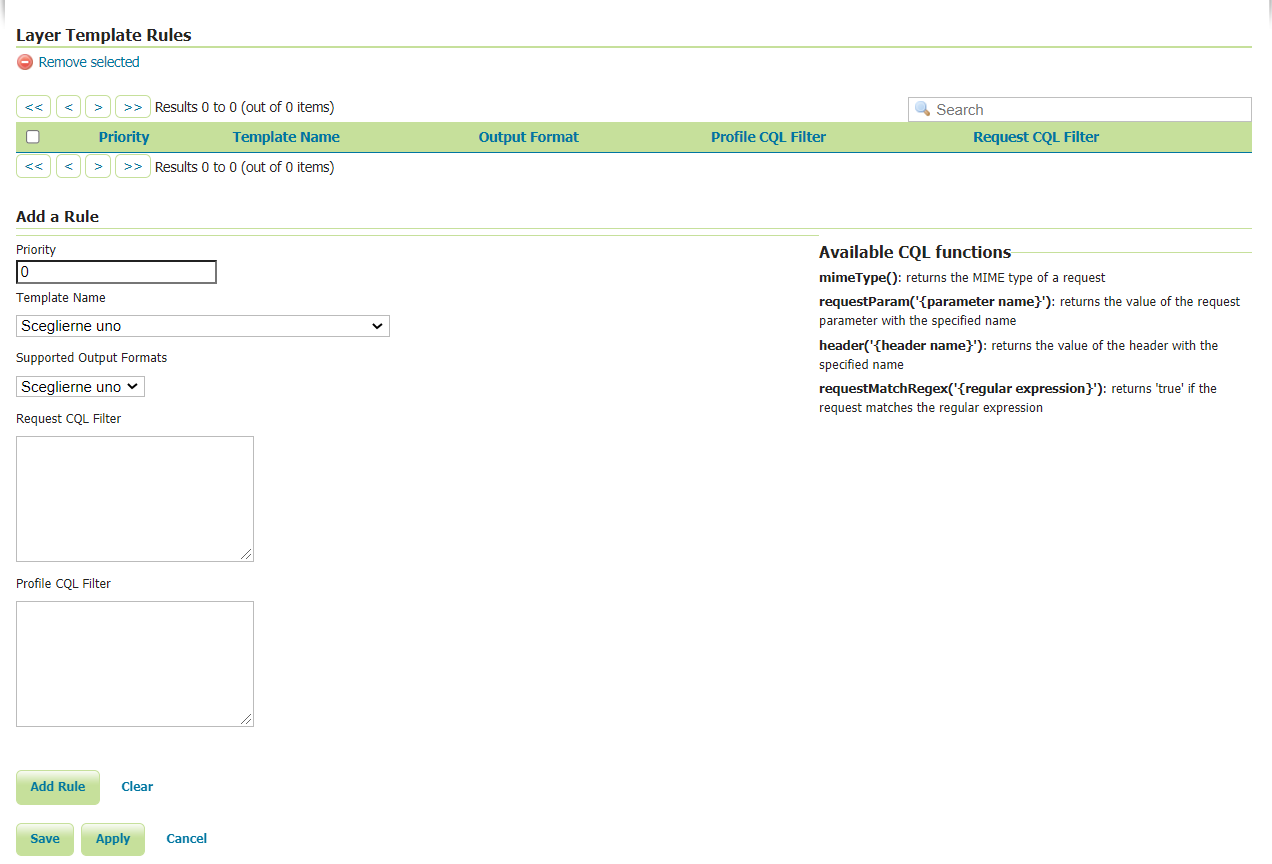 Layer Template Rules
Remove selected
<< < > >> Results 0 to 0 (out of 0 items)
Search
Priority Template Name Output Format Profile CQL Filter Request CQL Filter
<< < > >> Results 0 to 0 (out of 0 items)
Add a Rule
Priority
0
Template Name
Sceglierne uno
Supported Output Formats
Sceglierne uno
Request CQL Filter
Profile CQL Filter
Available CQL functions
mimeType(): returns the MIME type of a request
requestParam('{parameter name}'): returns the value of the request
parameter with the specified name
header('{header name}'): returns the value of the header with the
specified name
requestMatchRegex('{regular expression}'): returns 'true' if the
request matches the regular expression
Add Rule Clear
Save Apply Cancel